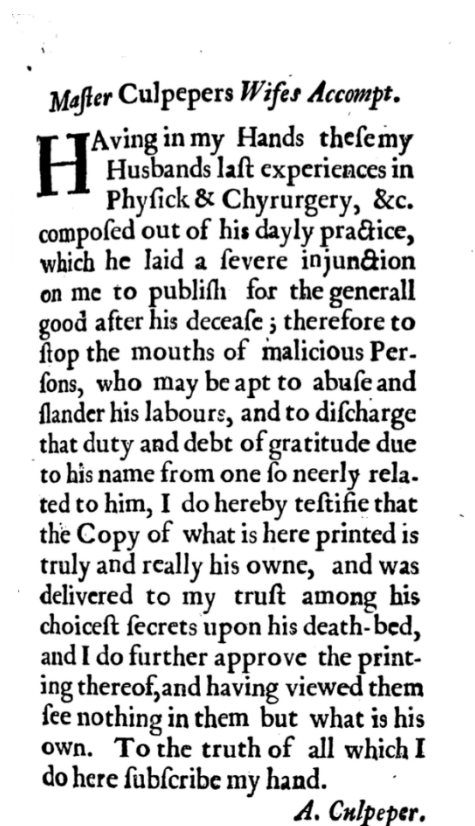 Maſter Culpepers Wifes Accompt.
HAving in my Hands theſe my
Husbands laſt experiences in
Phyſick & Chyrurgery, &c.
compoſed out of his dayly practice,
which he laid a ſevere injunction
on me to publiſh for the generall
good after his deceaſe ; therefore to
ſtop the mouths of malicious Per-
ſons, who may be apt to abuſe and
ſlander his labours, and to diſcharge
that duty and debt of gratitude due
to his name from one ſo neerly rela-
ted to him, I do hereby teſtifie that
the Copy of what is here printed is
truly and really his owne, and was
delivered to my truſt among his
choiceſt ſecrets upon his death-bed,
and I do further approve the print-
ing thereof, and having viewed them
ſee nothing in them but what is his
own. To the truth of all which I
do here ſubſcribe my hand.
A. Culpeper.